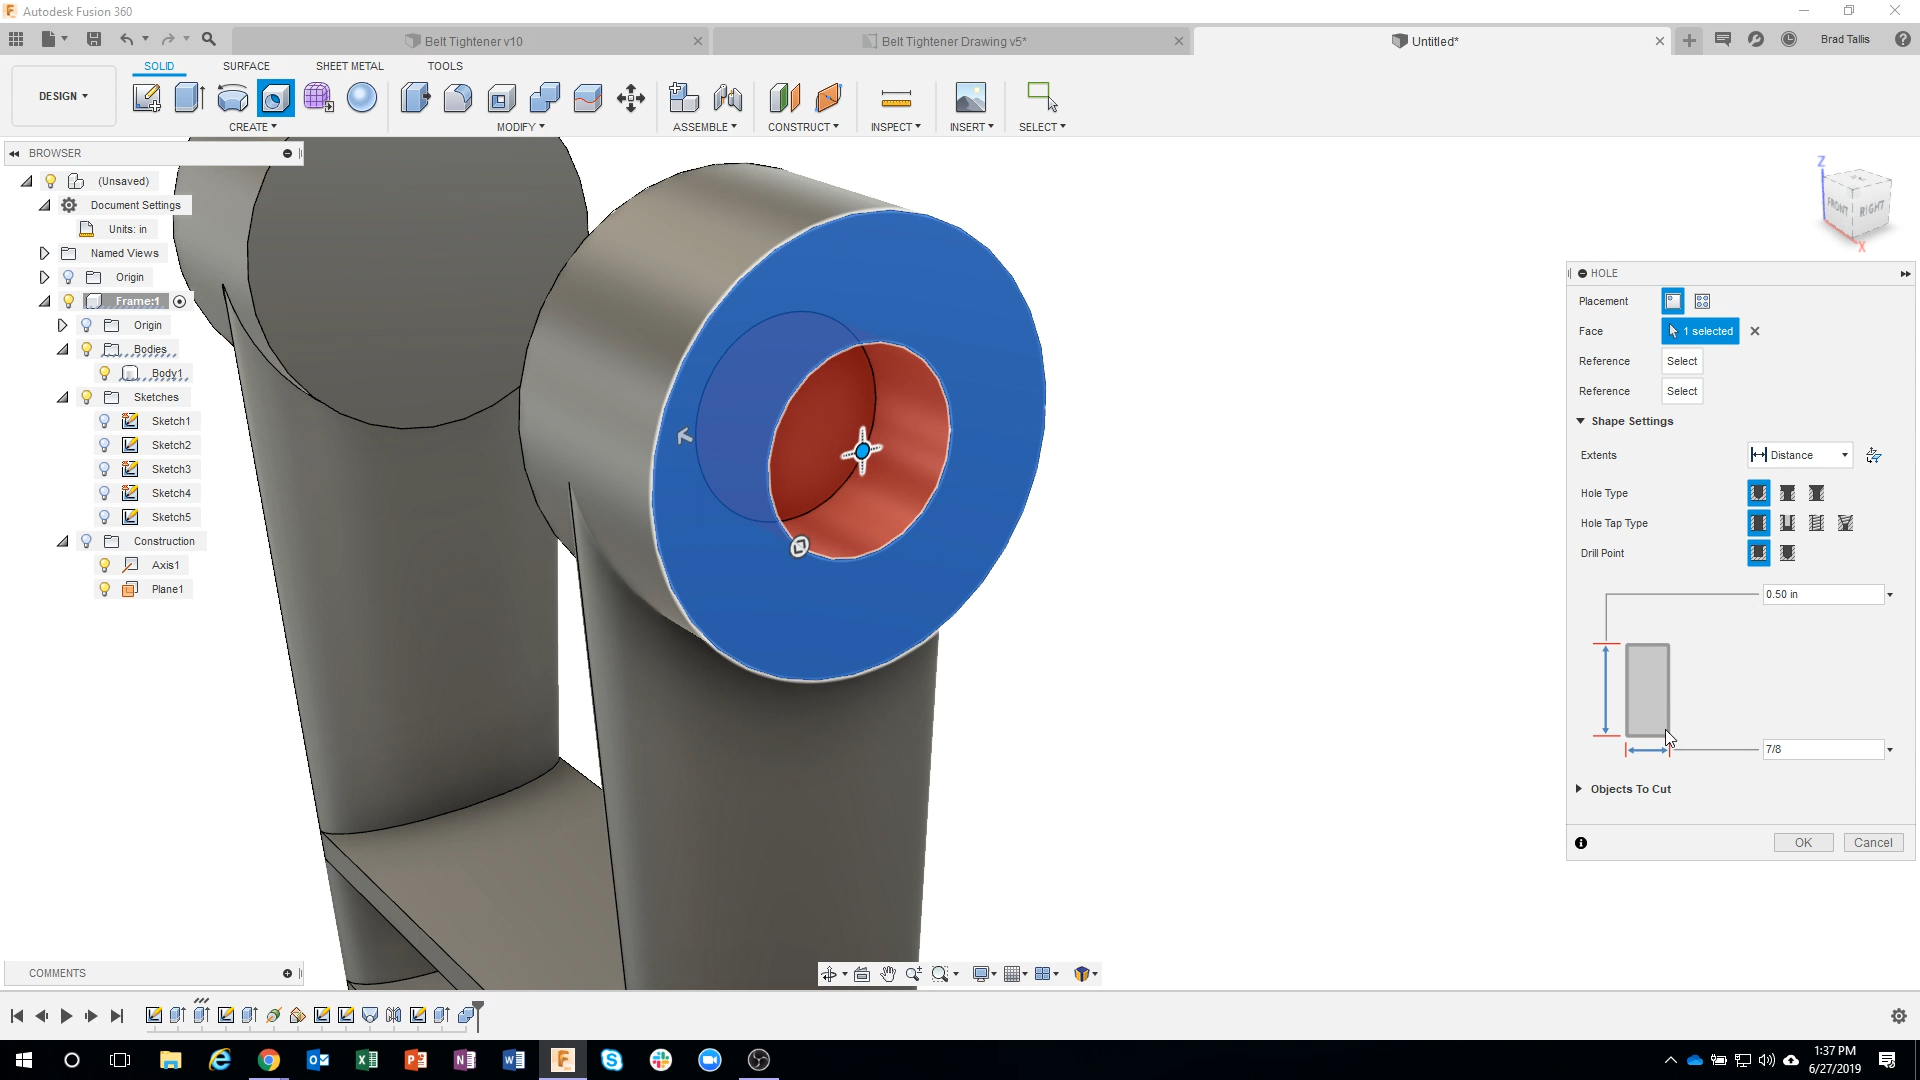 Autodesk Fusion 360
Belt Tightener v10
Belt Tightener Drawing v5*
Untitled*
Brad Tallis
SOLID SURFACE SHEET METAL TOOLS
DESIGN ▾
CREATE ▾
MODIFY ▾
ASSEMBLE ▾
CONSTRUCT ▾
INSPECT ▾
INSERT ▾
SELECT ▾
BROWSER
(Unsaved)
Document Settings
Units: in
Named Views
Origin
Frame:1
Origin
Bodies
Body1
Sketches
Sketch1
Sketch2
Sketch3
Sketch4
Sketch5
Construction
Axis1
Plane1
Z
FRONT RIGHT
X
HOLE
Placement
Face 1 selected
Reference Select
Reference Select
Shape Settings
Extents Distance
Hole Type
Hole Tap Type
Drill Point
0.50 in
7/8
Objects To Cut
OK Cancel
COMMENTS
1:37 PM
6/27/2019